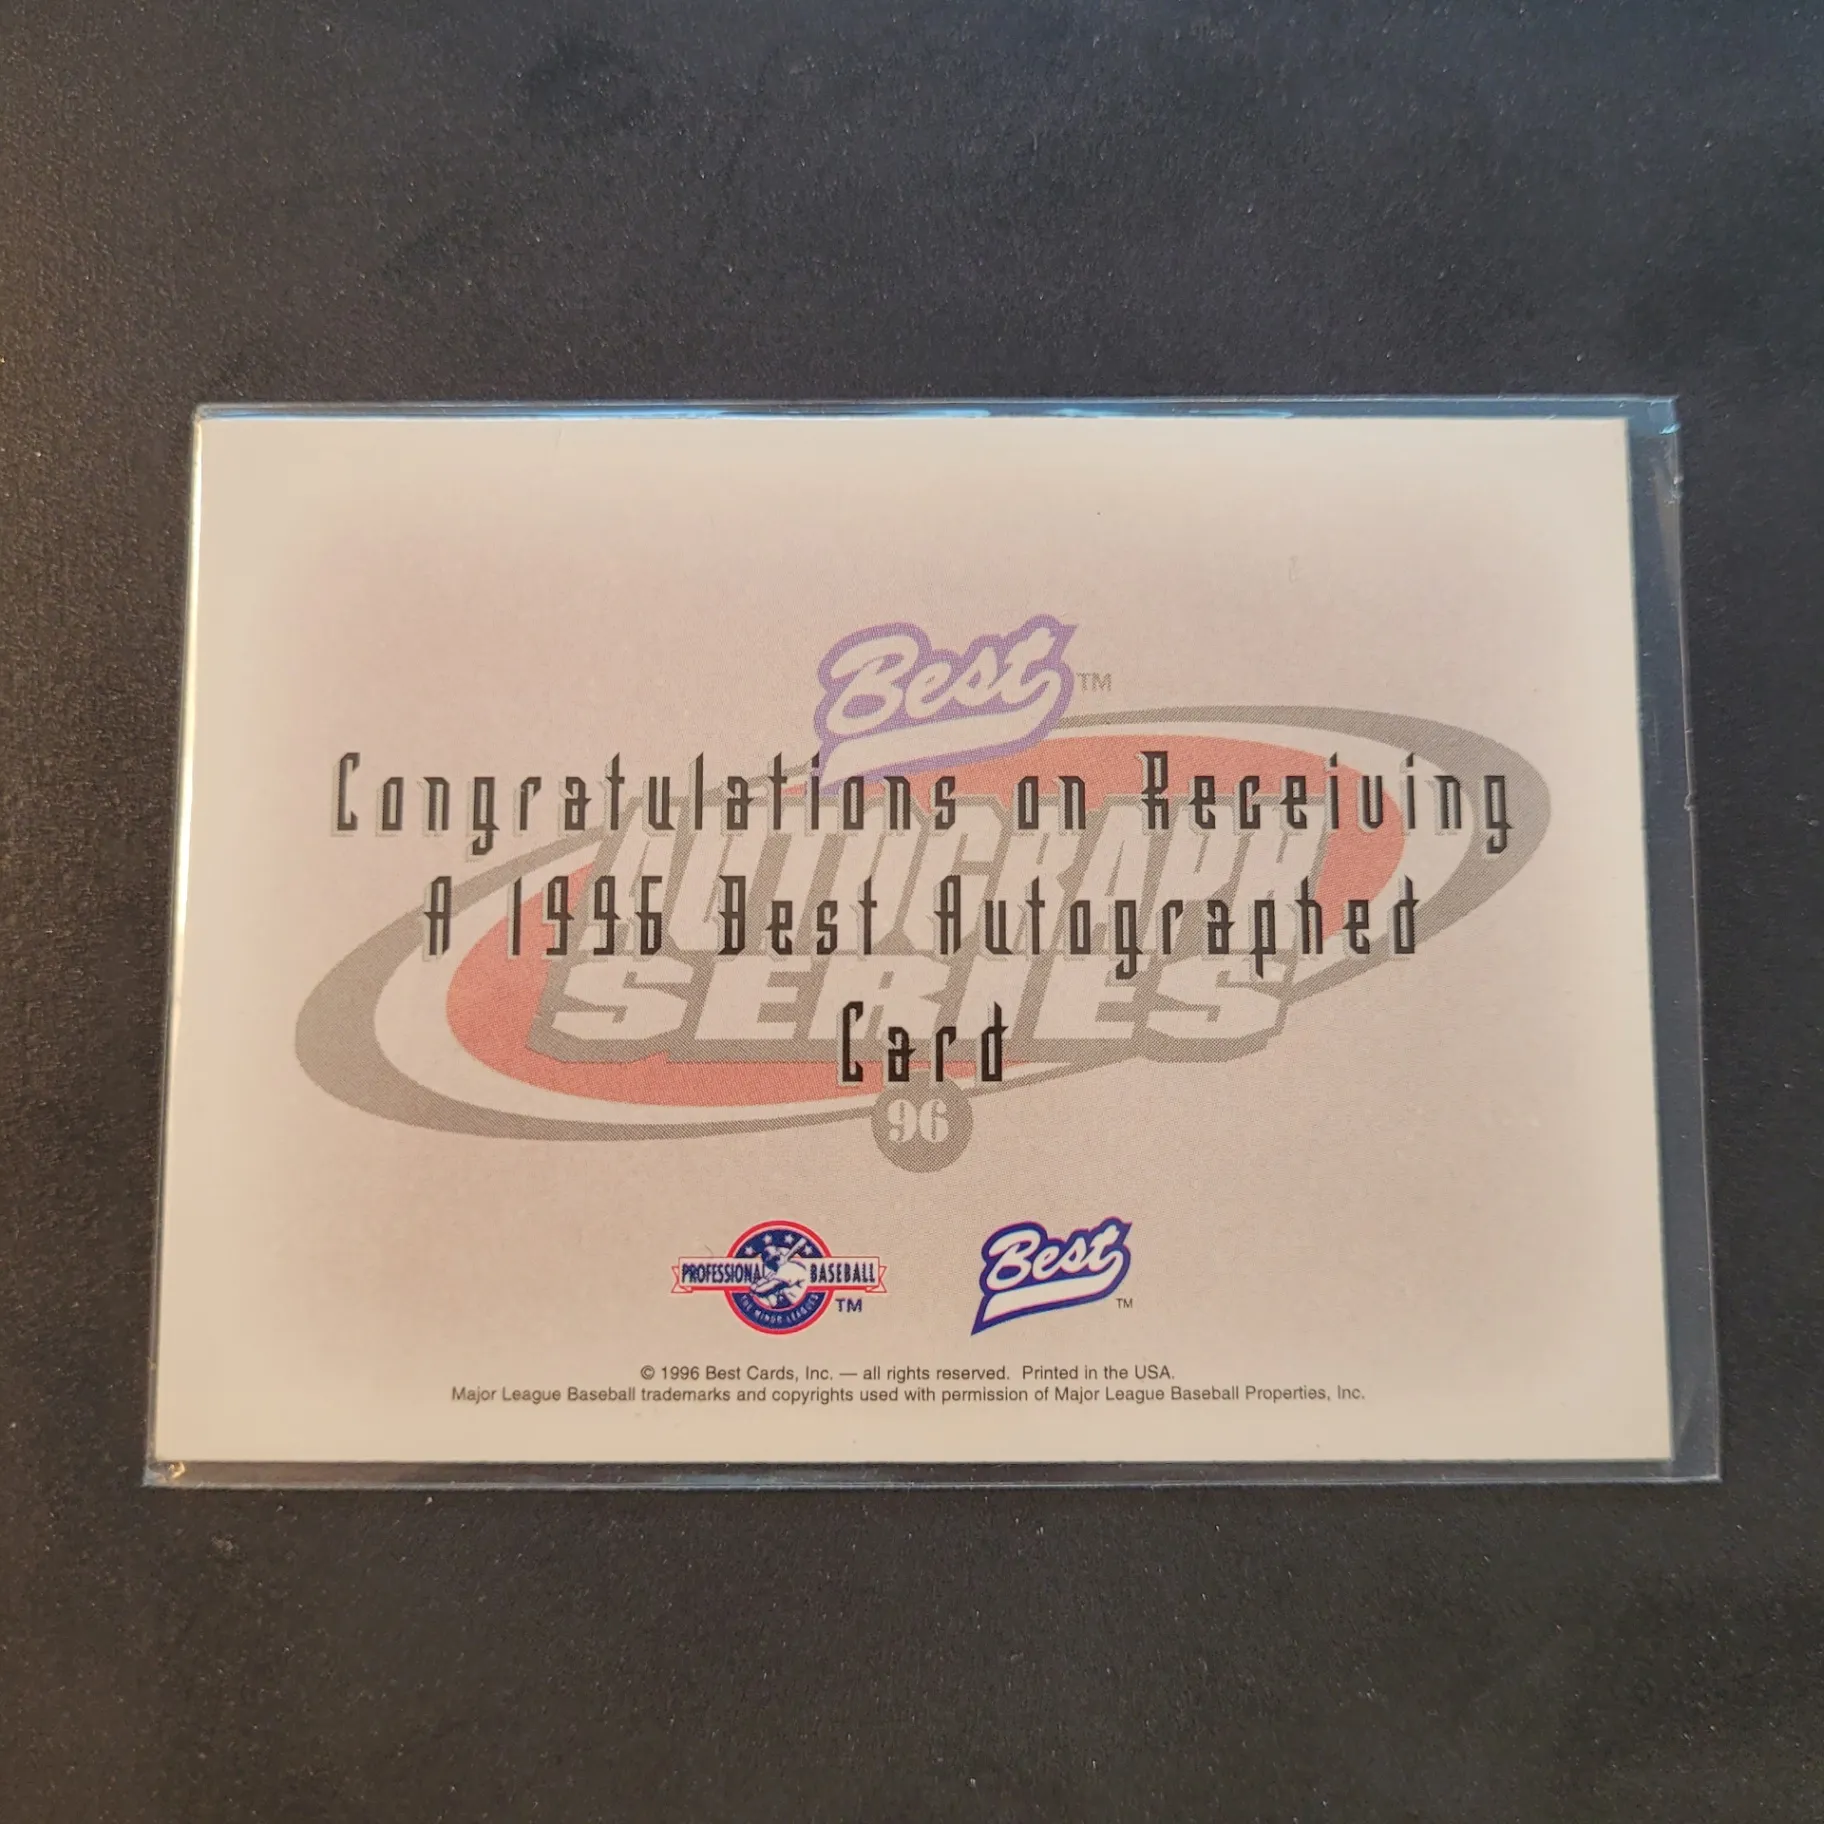 Best TM
Congratulations on Receiving
A 1996 Best Autographed
Card
AUTOGRAPH
SERIES
96
PROFESSIONAL BASEBALL
THE MINOR LEAGUES
TM
Best TM
© 1996 Best Cards, Inc. — all rights reserved. Printed in the USA.
Major League Baseball trademarks and copyrights used with permission of Major League Baseball Properties, Inc.